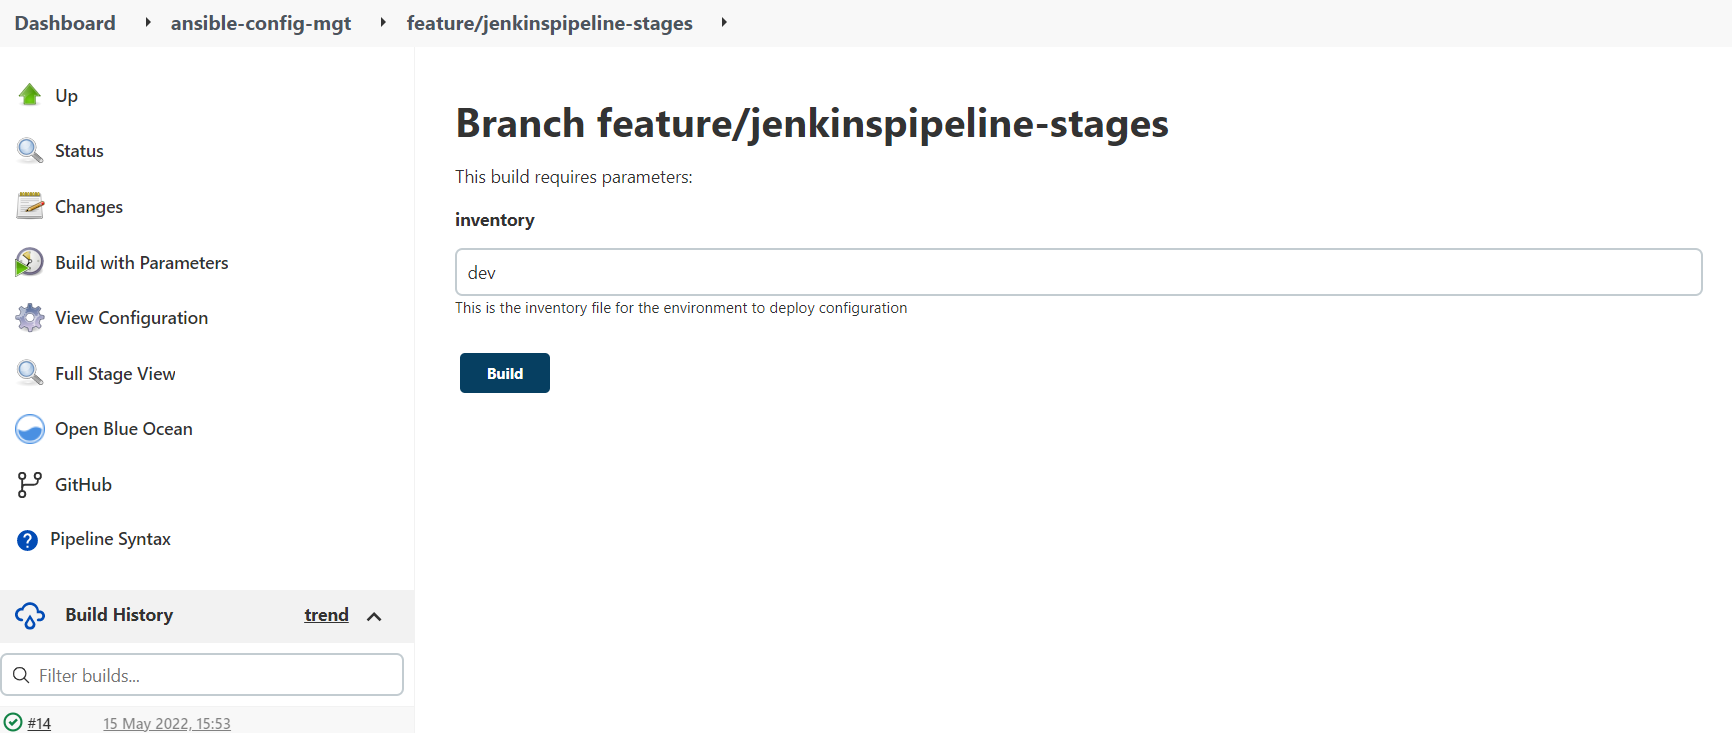 Dashboard ansible-config-mgt feature/jenkinspipeline-stages
Up
Status
Changes
Build with Parameters
View Configuration
Full Stage View
Open Blue Ocean
GitHub
Pipeline Syntax
Build History trend
Filter builds...
#14 15 May 2022, 15:53
Branch feature/jenkinspipeline-stages
This build requires parameters:
inventory
dev
This is the inventory file for the environment to deploy configuration
Build